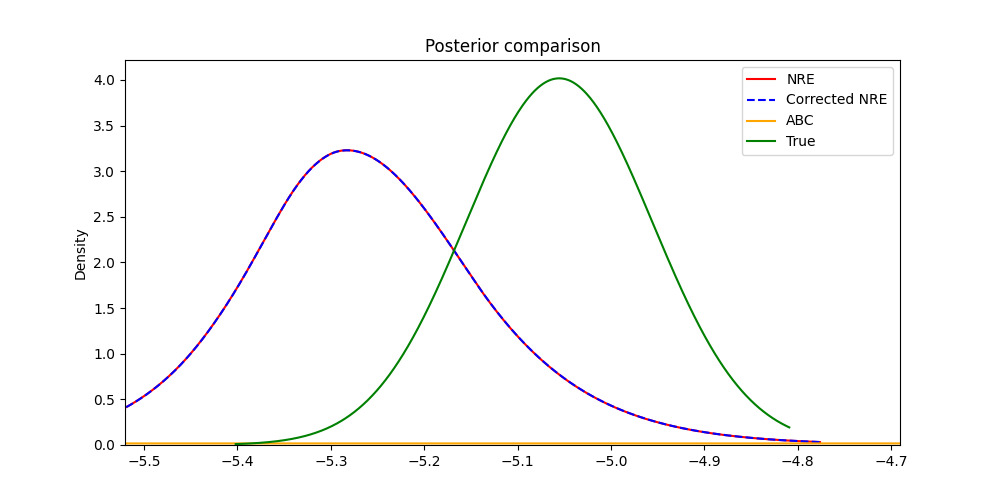 Posterior comparison
NRE
Corrected NRE
ABC
True
Density
4.0
3.5
3.0
2.5
2.0
1.5
1.0
0.5
0.0
−5.5 −5.4 −5.3 −5.2 −5.1 −5.0 −4.9 −4.8 −4.7